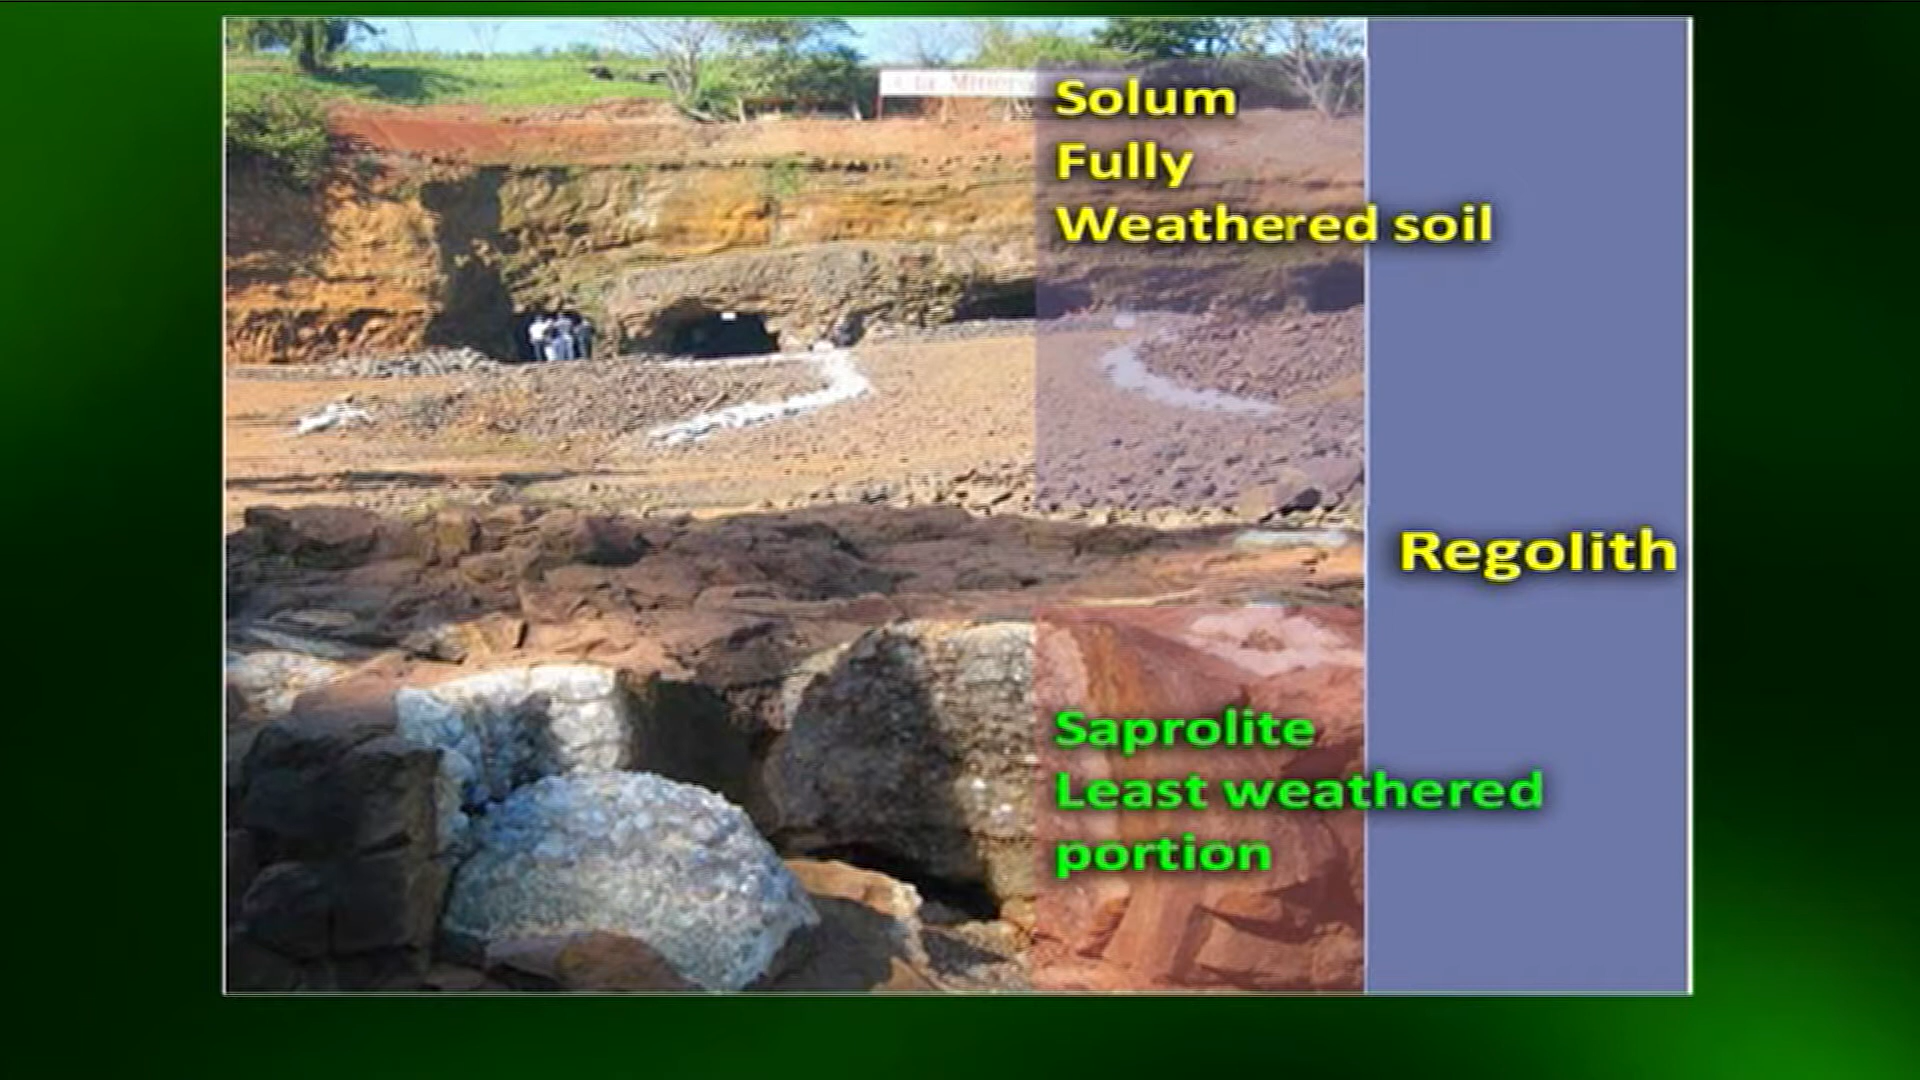 Solum
Fully
Weathered soil
Regolith
Saprolite
Least weathered
portion